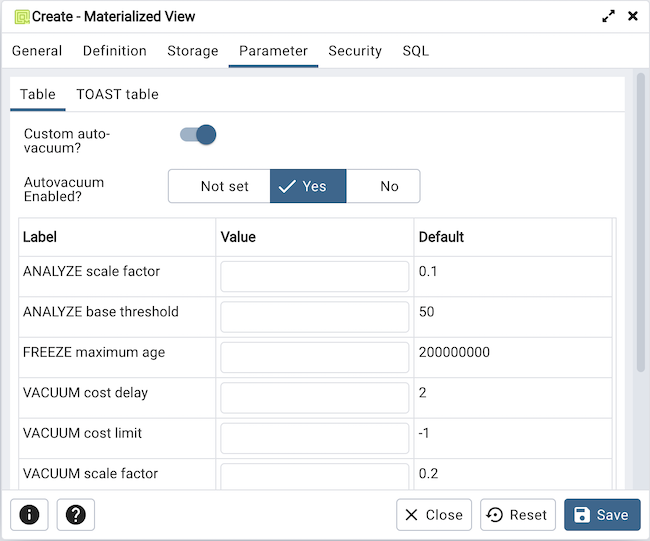 Create - Materialized View
General Definition Storage Parameter Security SQL
Table TOAST table
Custom auto-
vacuum?
Autovacuum
Enabled?
Not set Yes No
Label Value Default
ANALYZE scale factor 0.1
ANALYZE base threshold 50
FREEZE maximum age 200000000
VACUUM cost delay 2
VACUUM cost limit -1
VACUUM scale factor 0.2
Close Reset Save